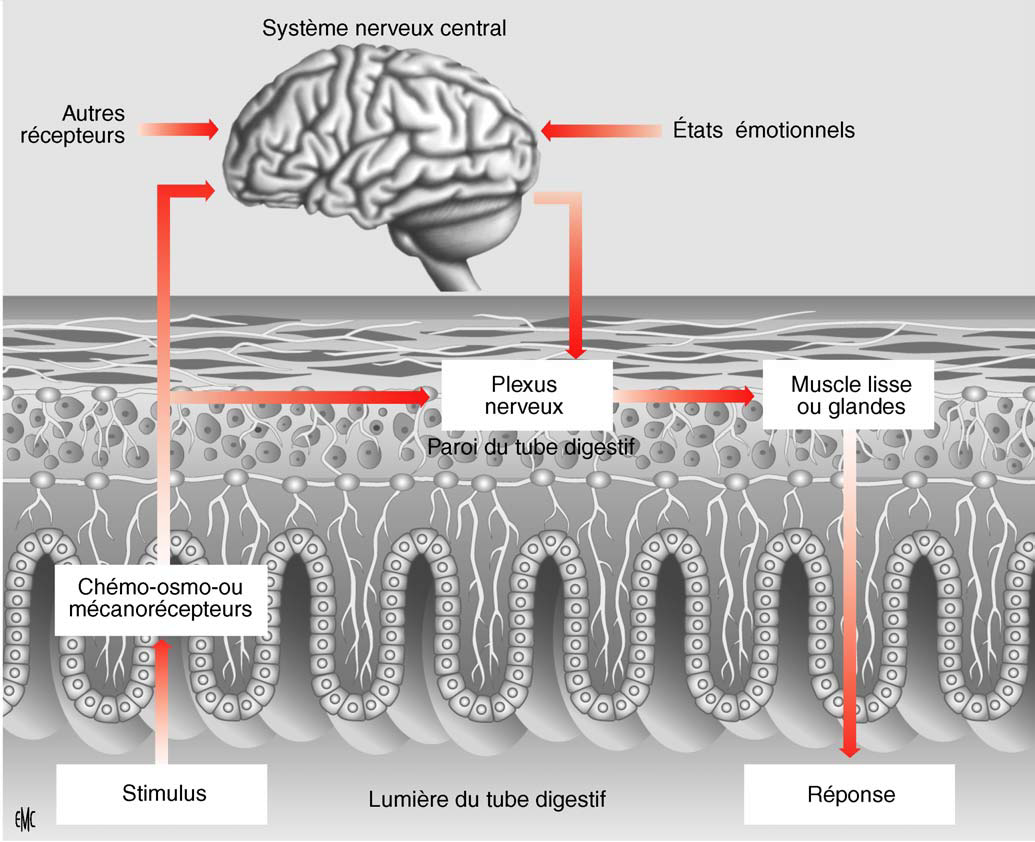 Système nerveux central
Autres
récepteurs
États émotionnels
Plexus
nerveux
Muscle lisse
ou glandes
Paroi du tube digestif
Chémo-osmo-ou
mécanorécepteurs
Stimulus
Lumière du tube digestif
Réponse
EMC